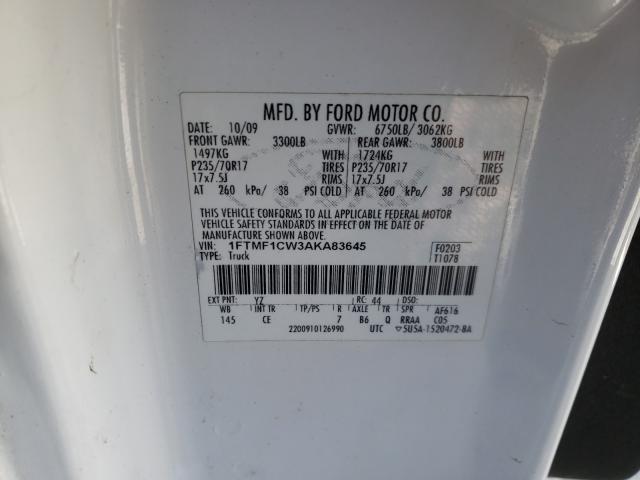 MFD. BY FORD MOTOR CO.
DATE: 10/09 GVWR: 6750LB/ 3062KG
FRONT GAWR: 3300LB REAR GAWR: 3800LB
1497KG WITH 1724KG WITH
P235/70R17 TIRES P235/70R17 TIRES
17x7.5J RIMS 17x7.5J RIMS
AT 260 kPa/ 38 PSI COLD AT 260 kPa/ 38 PSI COLD
THIS VEHICLE CONFORMS TO ALL APPLICABLE FEDERAL MOTOR
VEHICLE SAFETY STANDARDS IN EFFECT ON THE DATE OF
MANUFACTURE SHOWN ABOVE.
VIN: 1FTMF1CW3AKA83645 F0203
TYPE: Truck T1078
EXT PNT: YZ RC: 44 DSO:
WB INT TR TP/PS R AXLE TR SPR AF616
145 CE 7 B6 Q RRAA C05
2200910126990 UTC ▽5U5A-1520472-BA